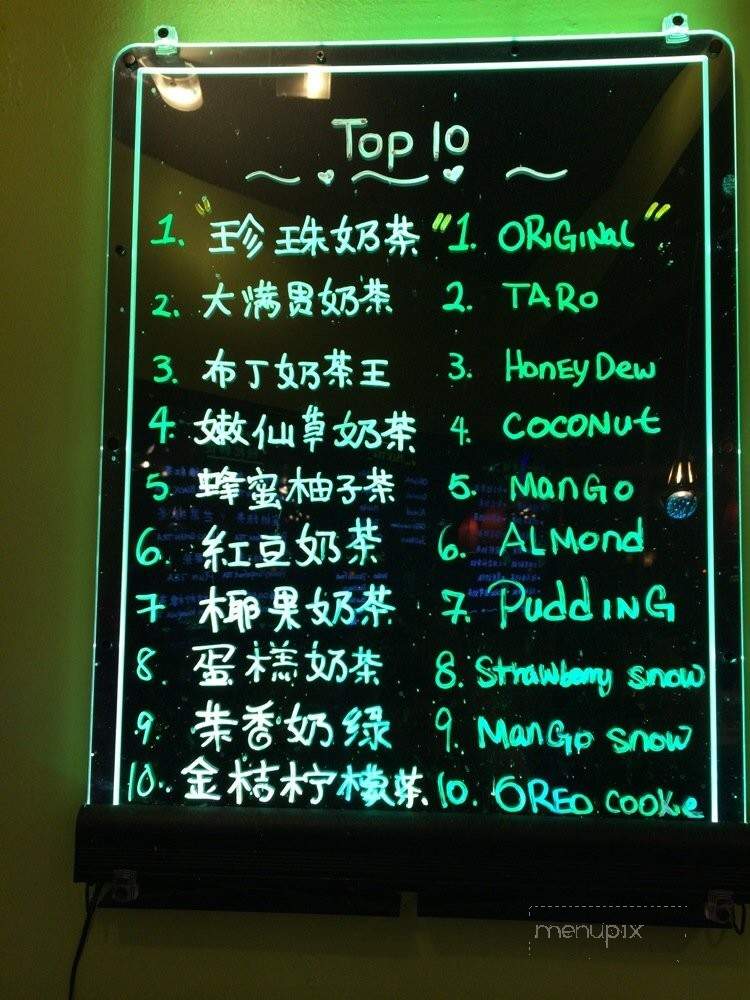 Top 10
1. 珍珠奶茶 "1. ORIGINAL"
2. 大满贯奶茶 2. TARO
3. 布丁奶茶王 3. HONEY DEW
4. 嫩仙草奶茶 4. COCONUT
5. 蜂蜜柚子茶 5. MANGO
6. 紅豆奶茶 6. ALMOND
7 椰果奶茶 7. PUDDING
8. 蛋糕奶茶 8. Strawberry snow
9. 茉香奶绿 9. MANGO snow
10. 金桔柠檬茶 10. OREO COOKIE
menupix